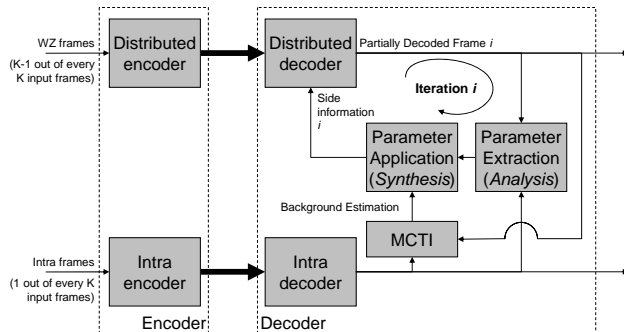 WZ frames
(K-1 out of every
K input frames)
Distributed
encoder
Distributed
decoder
Partially Decoded Frame i
Iteration i
Side
information
i
Parameter
Application
(Synthesis)
Parameter
Extraction
(Analysis)
Background Estimation
MCTI
Intra frames
(1 out of every K
input frames)
Intra
encoder
Intra
decoder
Encoder
Decoder